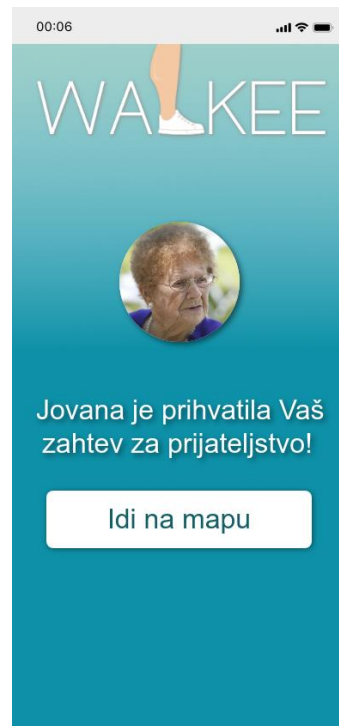 00:06
WALKEE
Jovana je prihvatila Vaš
zahtev za prijateljstvo!
Idi na mapu